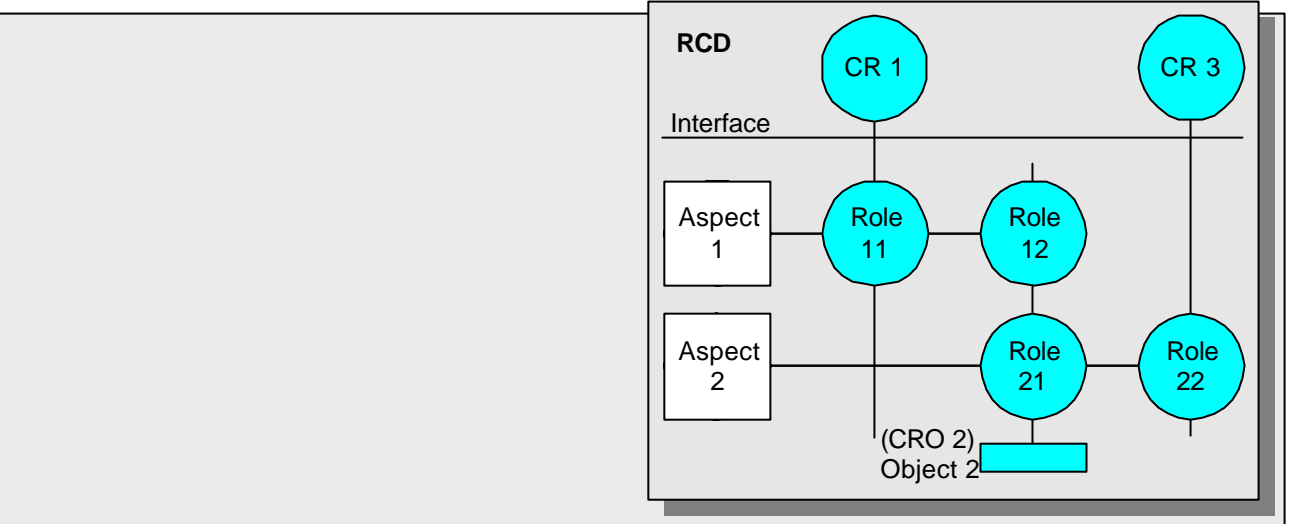 RCD
CR 1
CR 3
Interface
Aspect
1
Role
11
Role
12
Aspect
2
Role
21
Role
22
(CRO 2)
Object 2